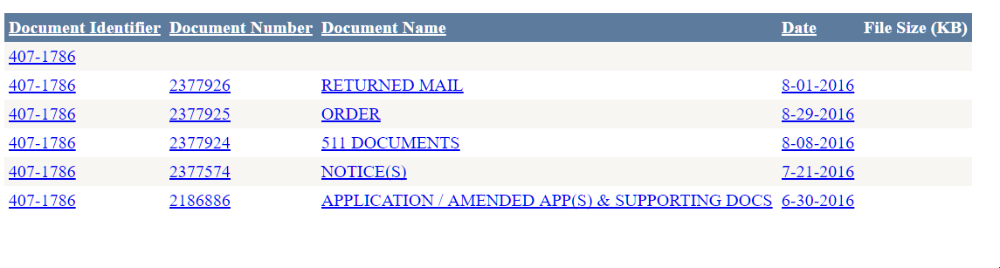 Document Identifier Document Number Document Name Date File Size (KB)
407-1786
407-1786 2377926 RETURNED MAIL 8-01-2016
407-1786 2377925 ORDER 8-29-2016
407-1786 2377924 511 DOCUMENTS 8-08-2016
407-1786 2377574 NOTICE(S) 7-21-2016
407-1786 2186886 APPLICATION / AMENDED APP(S) & SUPPORTING DOCS 6-30-2016